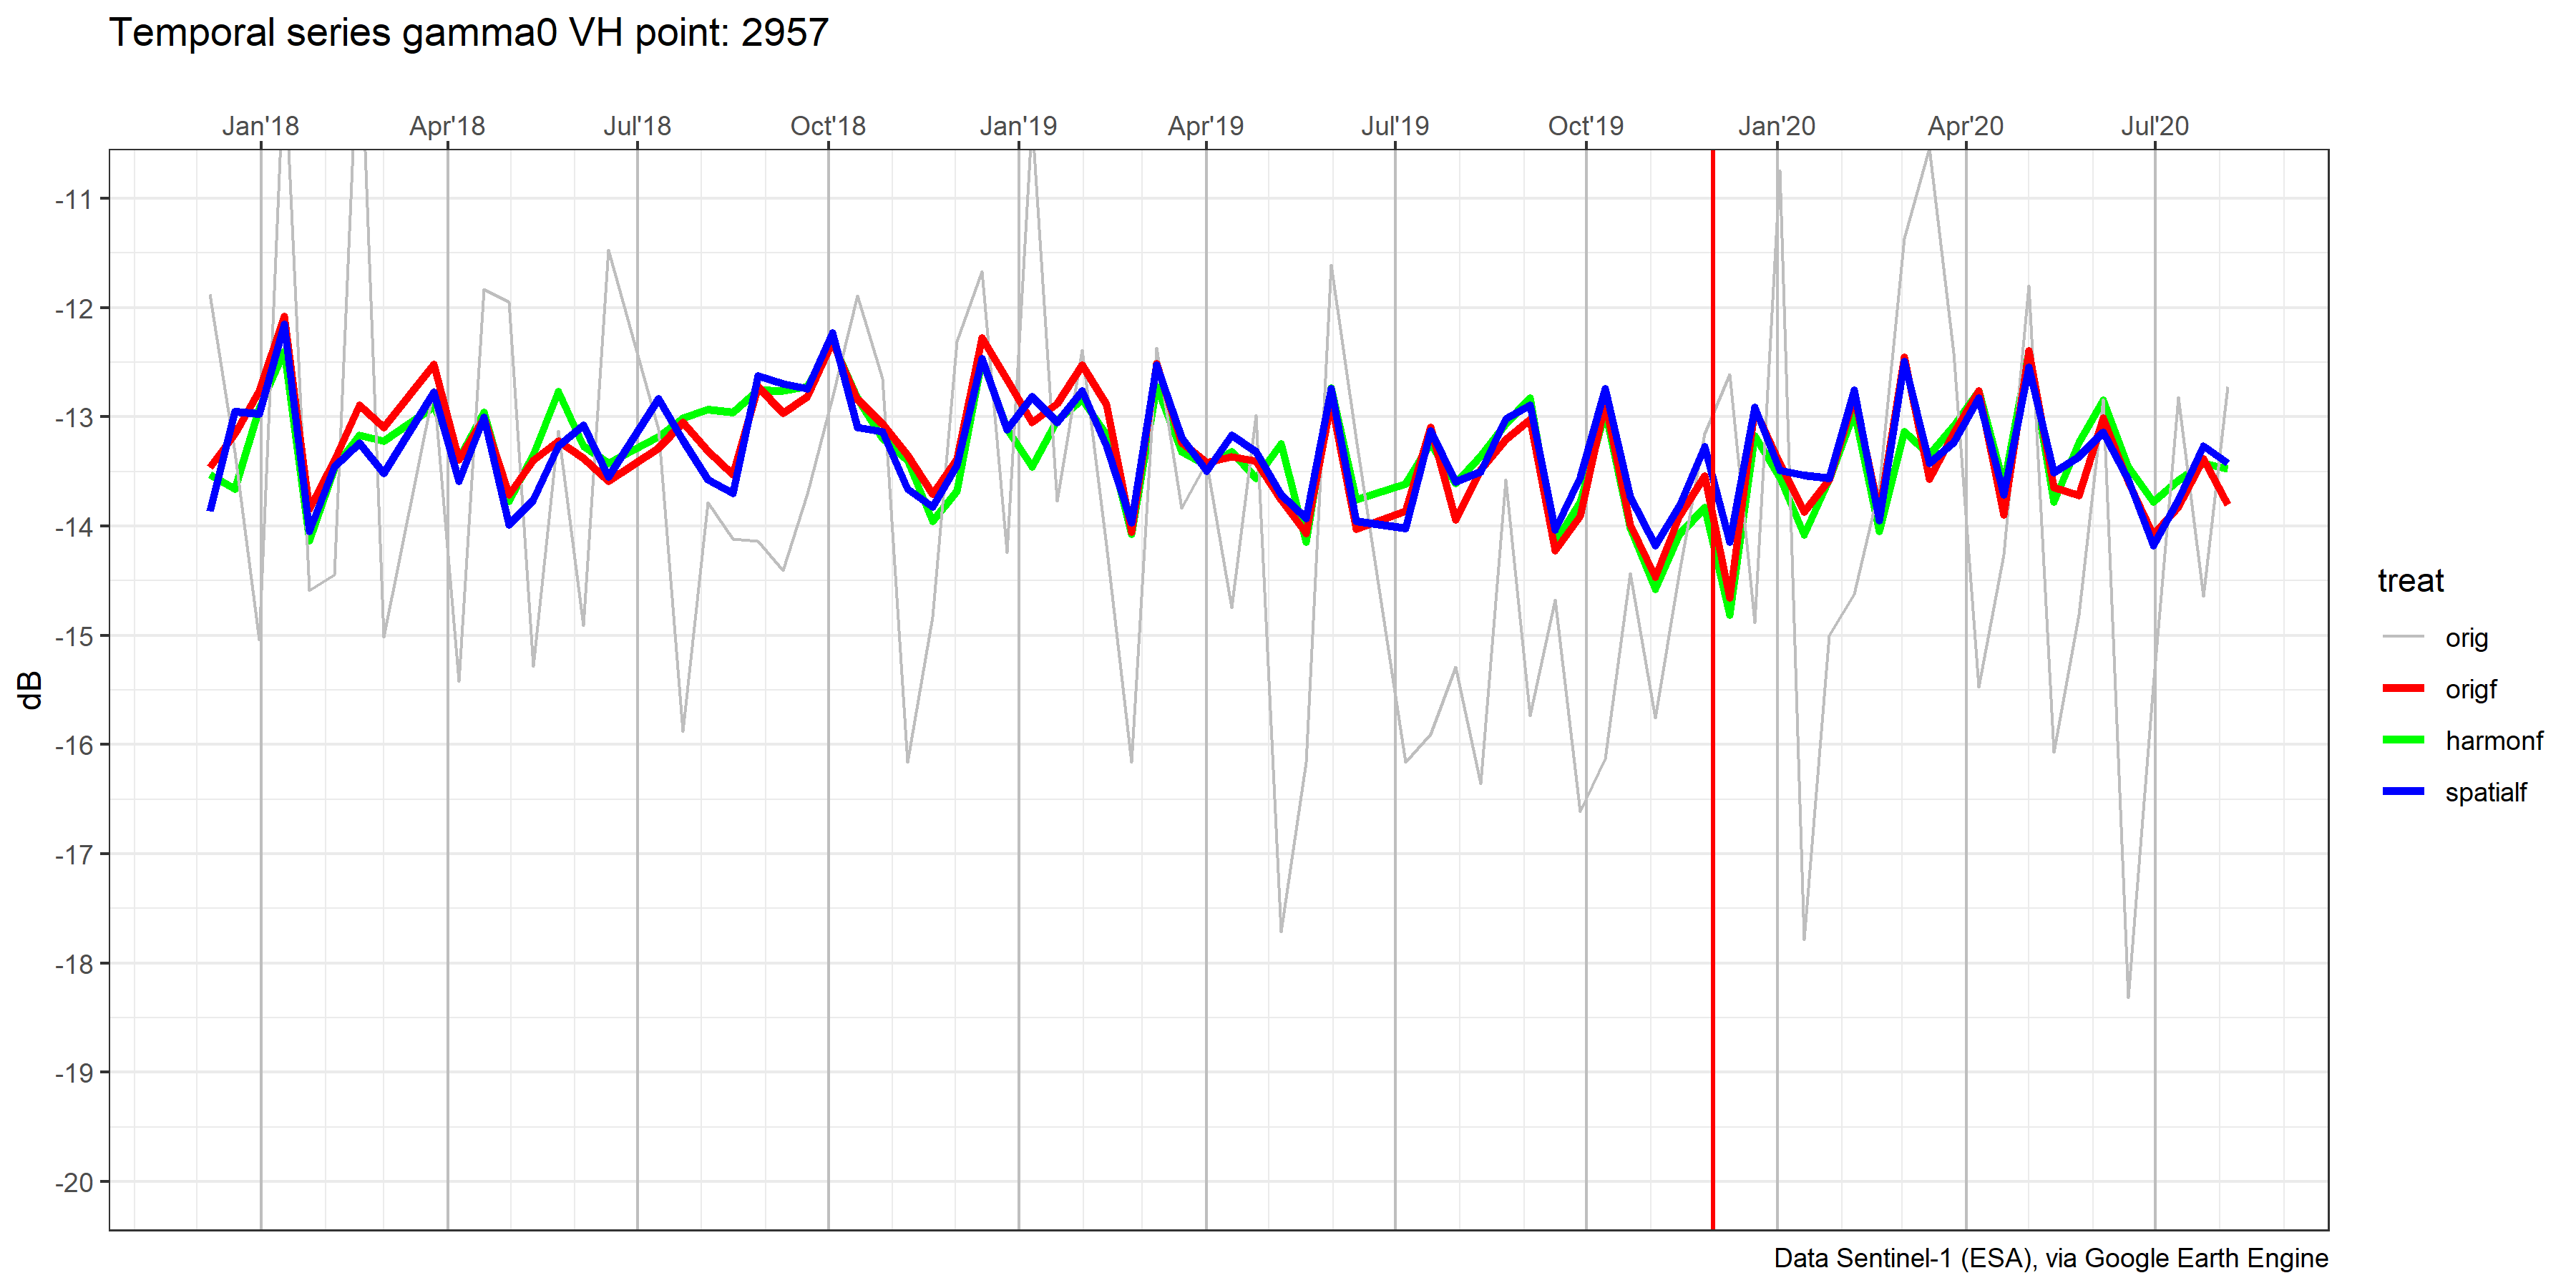 Temporal series gamma0 VH point: 2957
Jan'18 Apr'18 Jul'18 Oct'18 Jan'19 Apr'19 Jul'19 Oct'19 Jan'20 Apr'20 Jul'20
-11
-12
-13
-14
-15
-16
-17
-18
-19
-20
dB
treat
orig
origf
harmonf
spatialf
Data Sentinel-1 (ESA), via Google Earth Engine